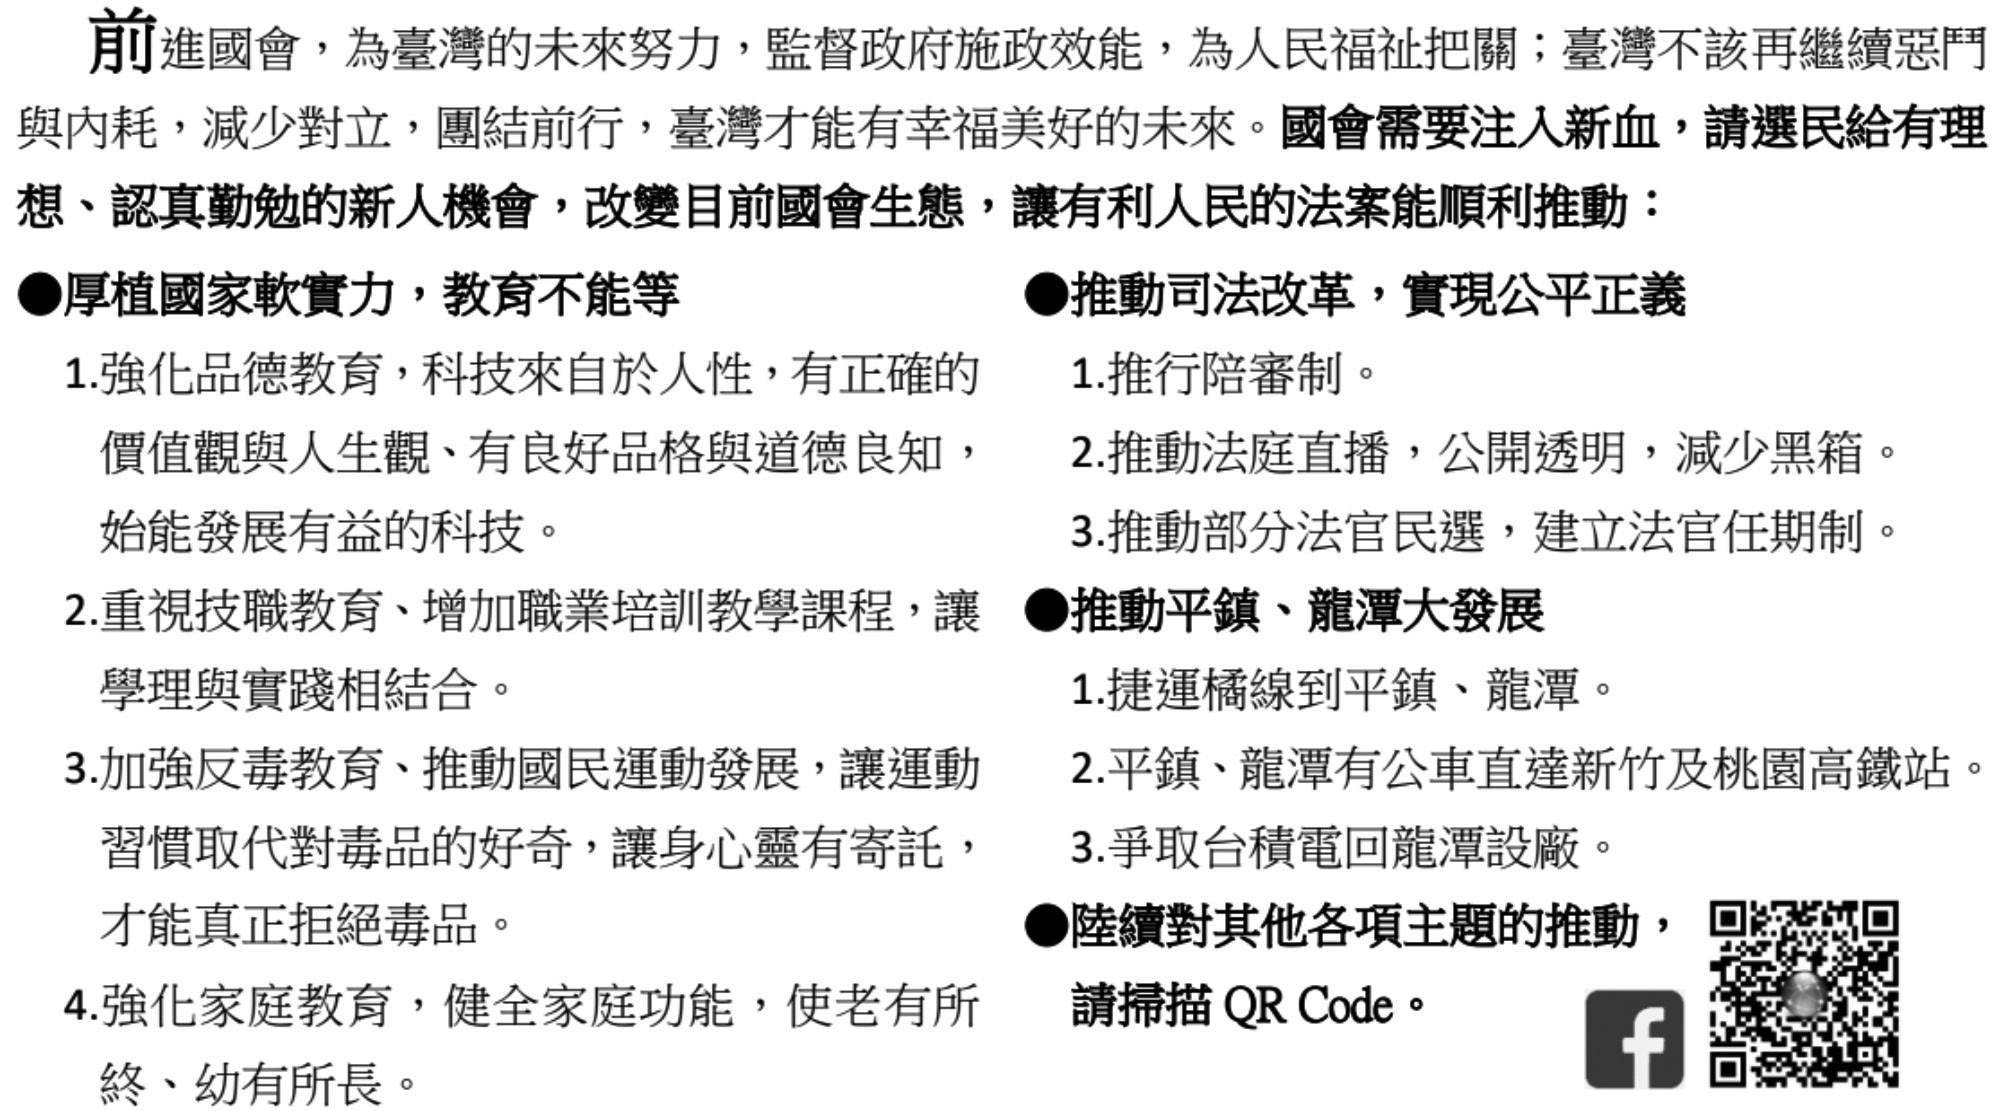 前進國會，為臺灣的未來努力，監督政府施政效能，為人民福祉把關；臺灣不該再繼續惡鬥
與內耗，減少對立，團結前行，臺灣才能有幸福美好的未來。國會需要注入新血，請選民給有理
想、認真勤勉的新人機會，改變目前國會生態，讓有利人民的法案能順利推動：
●厚植國家軟實力，教育不能等
1.強化品德教育，科技來自於人性，有正確的
價值觀與人生觀、有良好品格與道德良知，
始能發展有益的科技。
2.重視技職教育、增加職業培訓教學課程，讓
學理與實踐相結合。
3.加強反毒教育、推動國民運動發展，讓運動
習慣取代對毒品的好奇，讓身心靈有寄託，
才能真正拒絕毒品。
4.強化家庭教育，健全家庭功能，使老有所
終、幼有所長。
●推動司法改革，實現公平正義
1.推行陪審制。
2.推動法庭直播，公開透明，減少黑箱。
3.推動部分法官民選，建立法官任期制。
●推動平鎮、龍潭大發展
1.捷運橘線到平鎮、龍潭。
2.平鎮、龍潭有公車直達新竹及桃園高鐵站。
3.爭取台積電回龍潭設廠。
●陸續對其他各項主題的推動，
請掃描 QR Code。
f